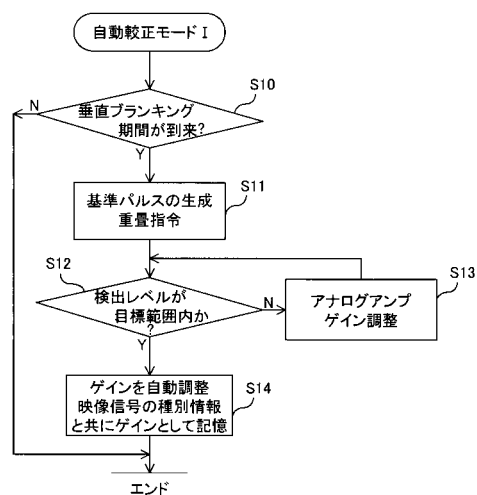 自動較正モードⅠ
S10
N
垂直ブランキング
期間が到来?
Y
S11
基準パルスの生成
重畳指令
S12
検出レベルが
目標範囲内か
?
N
S13
アナログアンプ
ゲイン調整
Y
S14
ゲインを自動調整
映像信号の種別情報
と共にゲインとして記憶
エンド